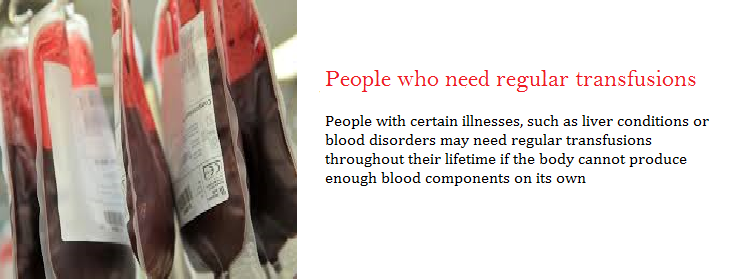 People who need regular transfusions
People with certain illnesses, such as liver conditions or
blood disorders may need regular transfusions
throughout their lifetime if the body cannot produce
enough blood components on its own